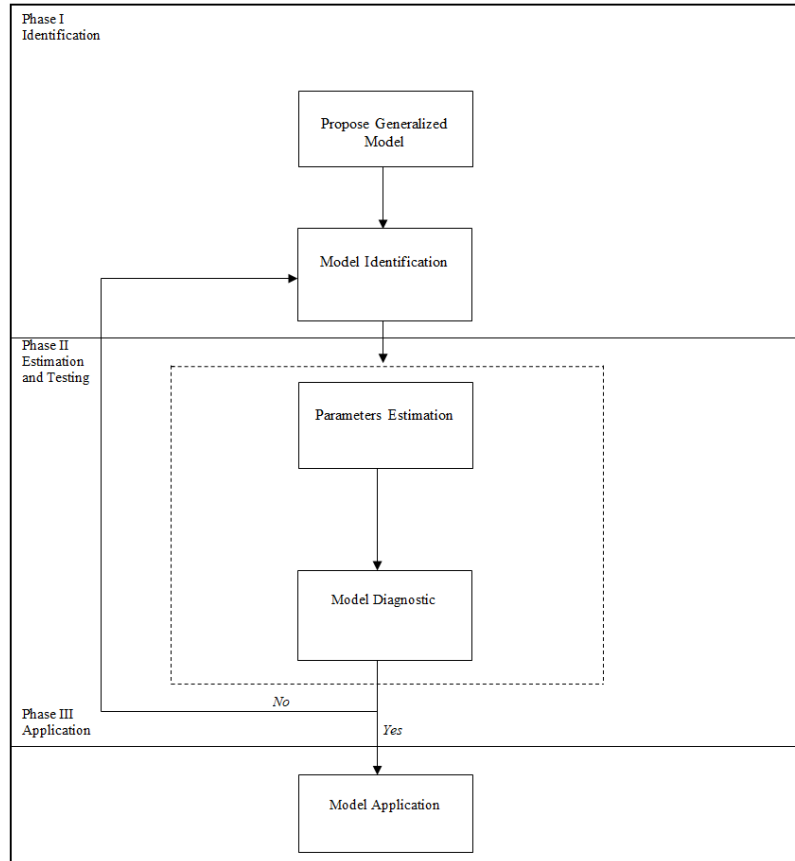 Phase I
Identification
Propose Generalized
Model
Model Identification
Phase II
Estimation
and Testing
Parameters Estimation
Model Diagnostic
No
Phase III
Application
Yes
Model Application